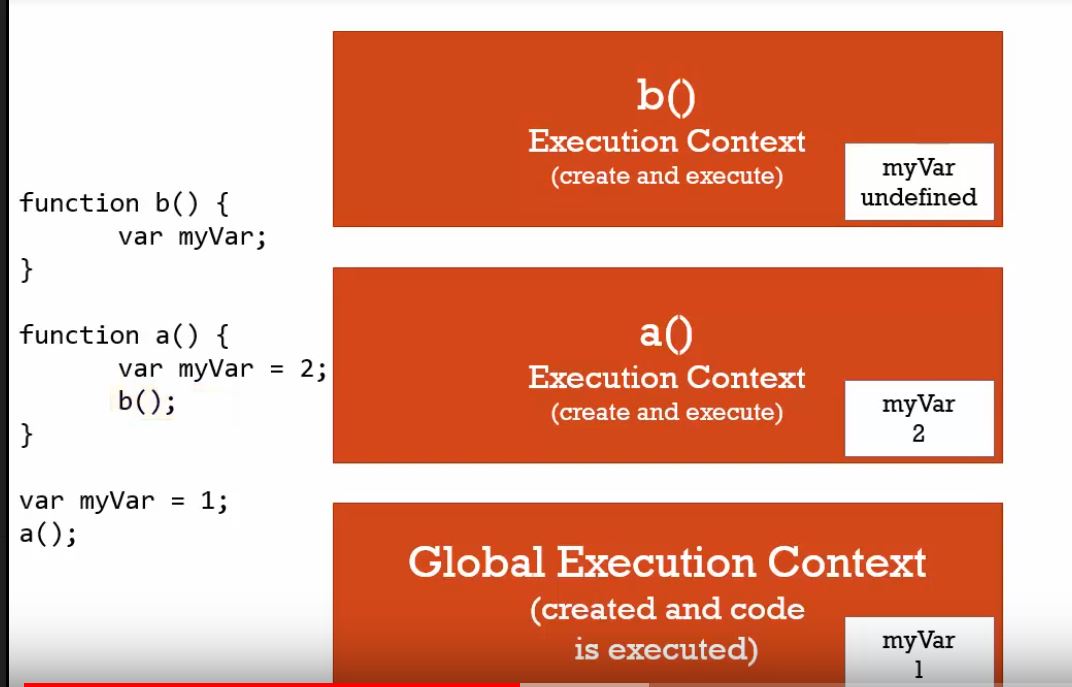 function b() {
var myVar;
}
function a() {
var myVar = 2;
b();
}
var myVar = 1;
a();
b()
Execution Context
(create and execute)
myVar
undefined
a()
Execution Context
(create and execute)
myVar
2
Global Execution Context
(created and code
is executed)
myVar
1